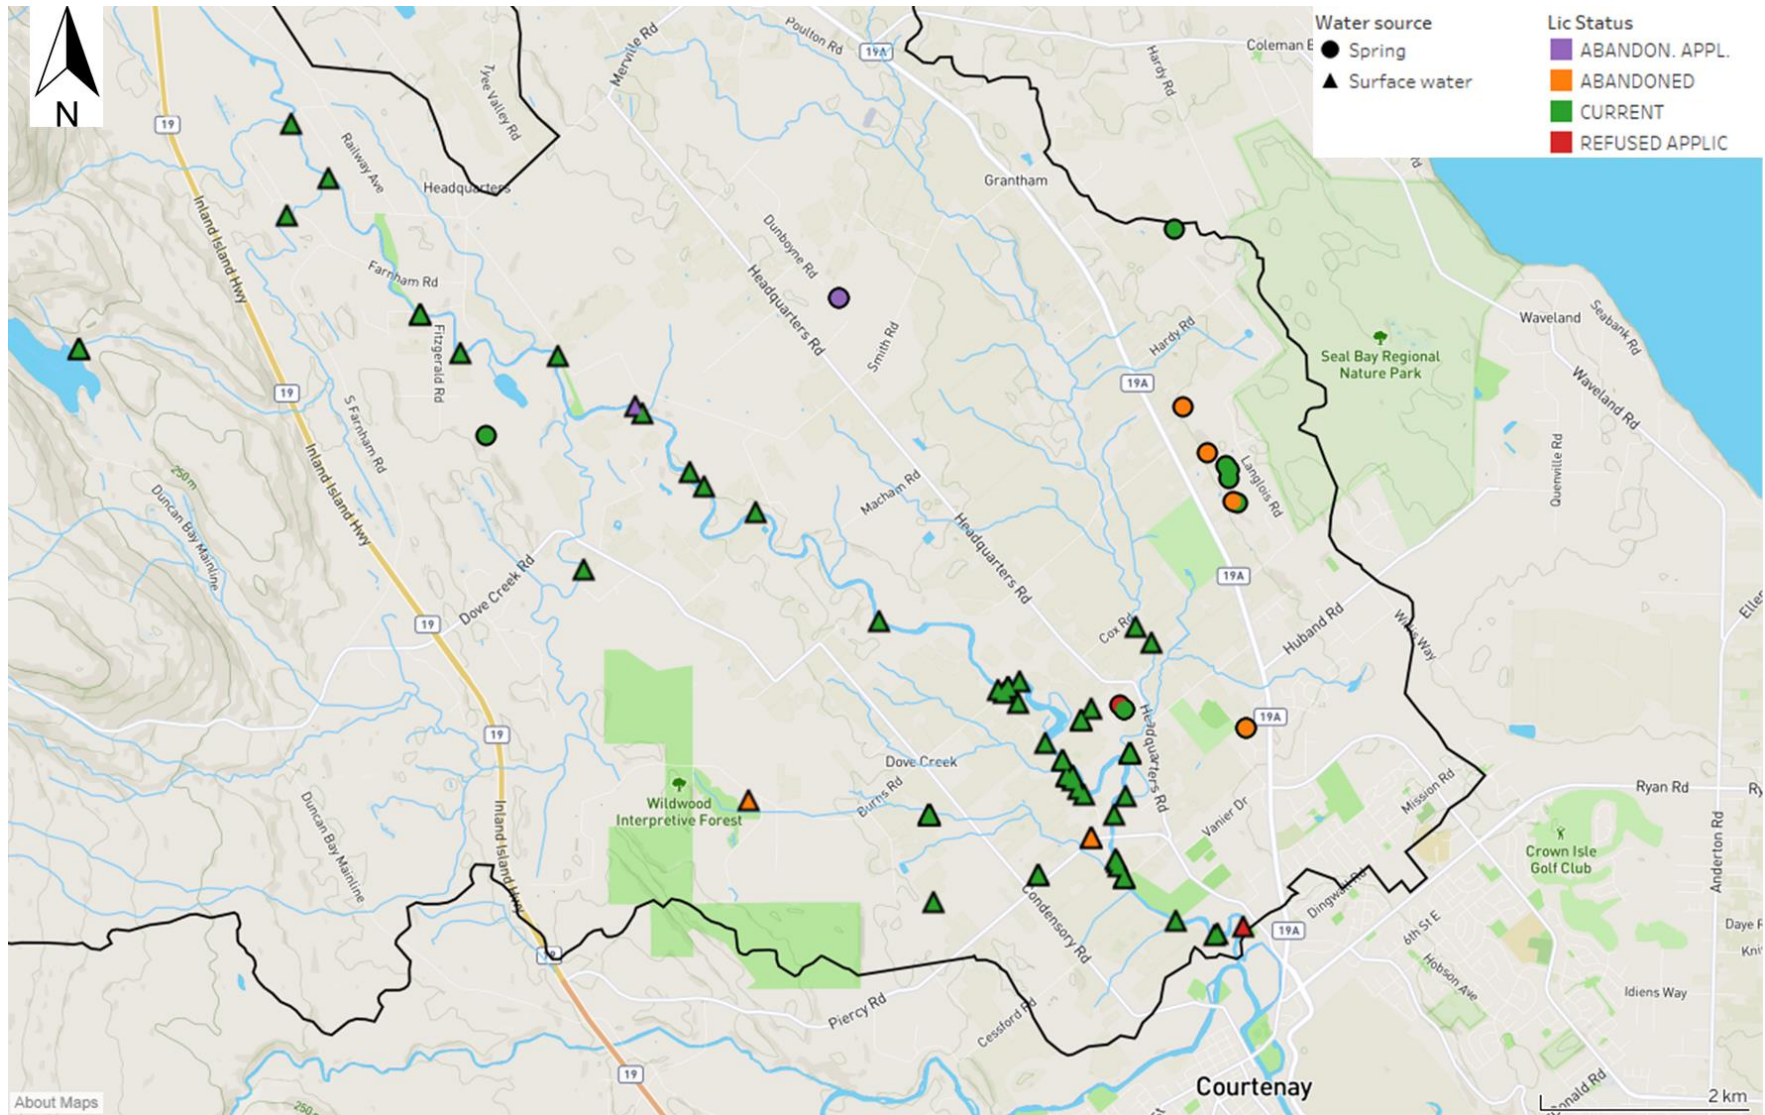 N
Water source
Spring
Surface water
Lic Status
ABANDON. APPL.
ABANDONED
CURRENT
REFUSED APPLIC
Poulton Rd
19A
Merville Rd
Hardy Rd
Coleman
Tyee Valley Rd
19
Railway Ave
Headquarters
Grantham
Inland Island Hwy
Dunboyne Rd
Farnham Rd
Headquarters Rd
Smith Rd
Hardy Rd
Waveland
Seabank Rd
Seal Bay Regional
Nature Park
Fitzgerald Rd
19A
Waveland Rd
19
S Farnham Rd
Inland Island Hwy
250 m
Duncan Bay Mainline
Macham Rd
Langlois Rd
Quenville Rd
Headquarters Rd
19A
Dove Creek Rd
19
Cox Rd
Huband Rd
Willis Way
19
19A
Headquarters Rd
Dove Creek
Burns Rd
Wildwood
Interpretive Forest
Duncan Bay Mainline
Inland Island Hwy
Vanier Dr
Mission Rd
Ryan Rd
Crown Isle
Golf Club
Anderton Rd
Condensory Rd
Dingwall Rd
19A
6th St E
Hobson Ave
Idiens Way
19
Piercy Rd
Cessford Rd
19
Courtenay
2 km
About Maps